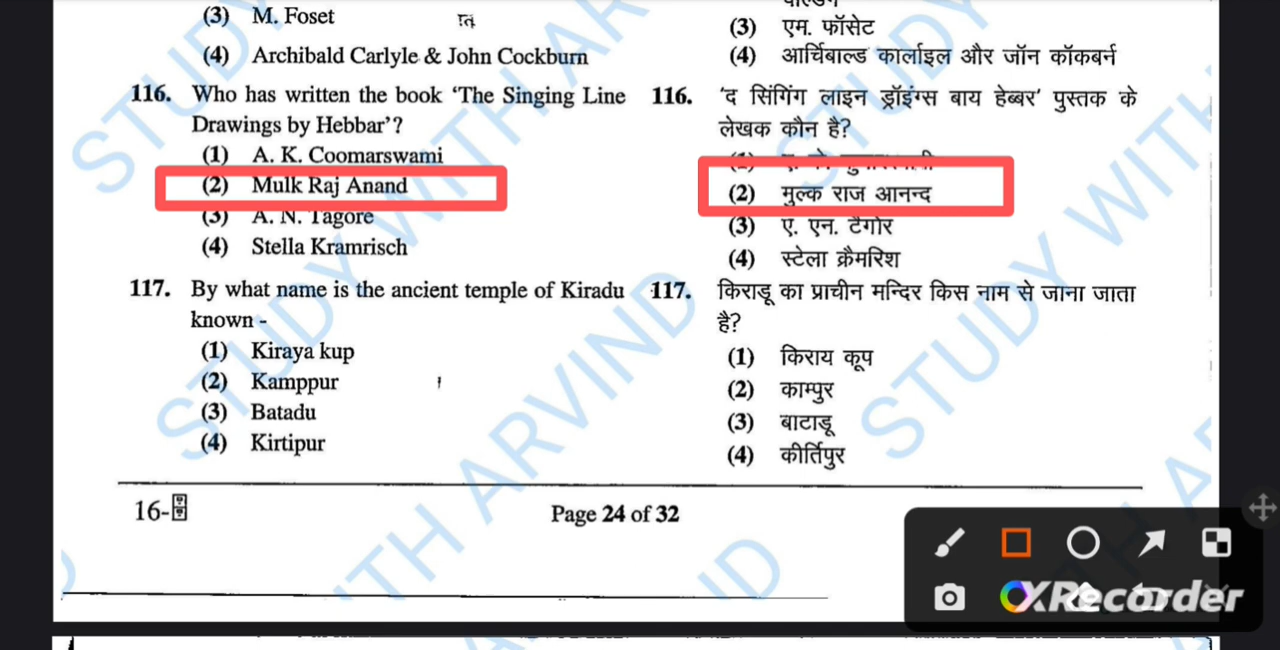 (3) M. Foset
(4) Archibald Carlyle & John Cockburn
116. Who has written the book ‘The Singing Line
Drawings by Hebbar’?
(1) A. K. Coomarswami
(2) Mulk Raj Anand
(3) A. N. Tagore
(4) Stella Kramrisch
117. By what name is the ancient temple of Kiradu
known -
(1) Kiraya kup
(2) Kamppur
(3) Batadu
(4) Kirtipur
(3) एम. फॉसेट
(4) आर्चिबाल्ड कार्लाइल और जॉन कॉकबर्न
116. ‘द सिंगिंग लाइन ड्रॉइंग्स बाय हेब्बर’ पुस्तक के
लेखक कौन है?
(2) मुल्क राज आनन्द
(3) ए. एन. टैगोर
(4) स्टेला क्रैमरिश
117. किराडू का प्राचीन मन्दिर किस नाम से जाना जाता
है?
(1) किराय कूप
(2) काम्पुर
(3) बाटाडू
(4) कीर्तिपुर
16-
Page 24 of 32
STUDY WITH ARVIND
XRecorder